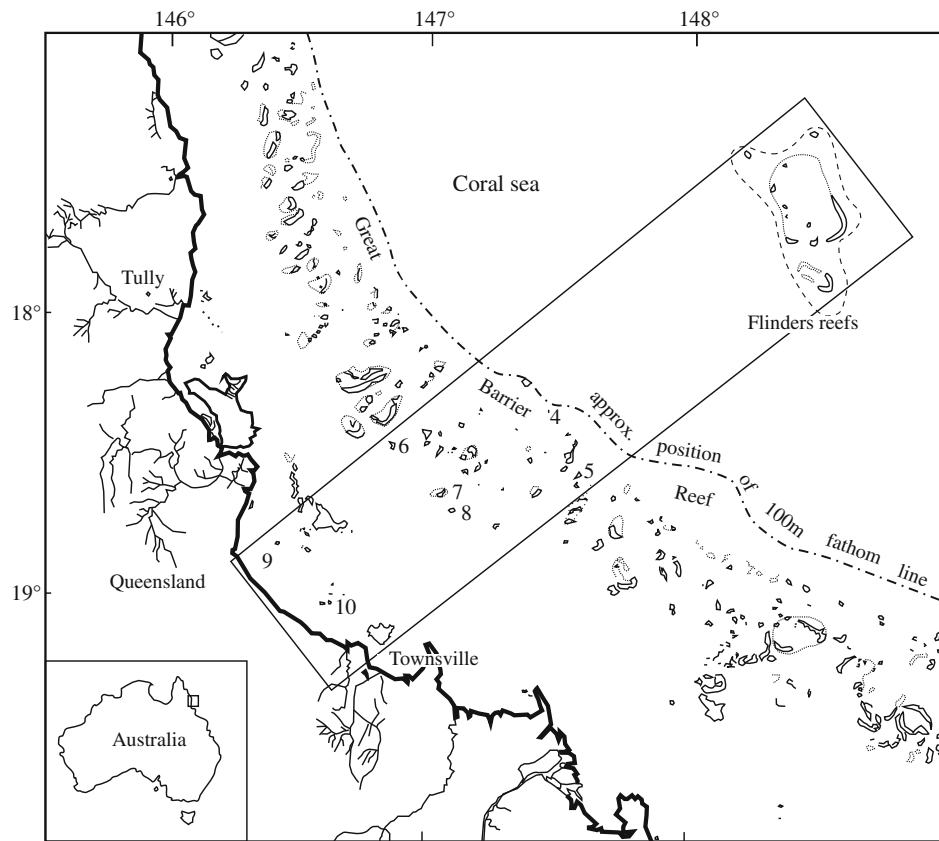 146°
147°
148°
Coral sea
Great
Tully
18°
Flinders reefs
Barrier
approx.
4
6
position
5
of
7
Reef
8
100m
fathom
9
line
Queensland
19°
10
Townsville
Australia